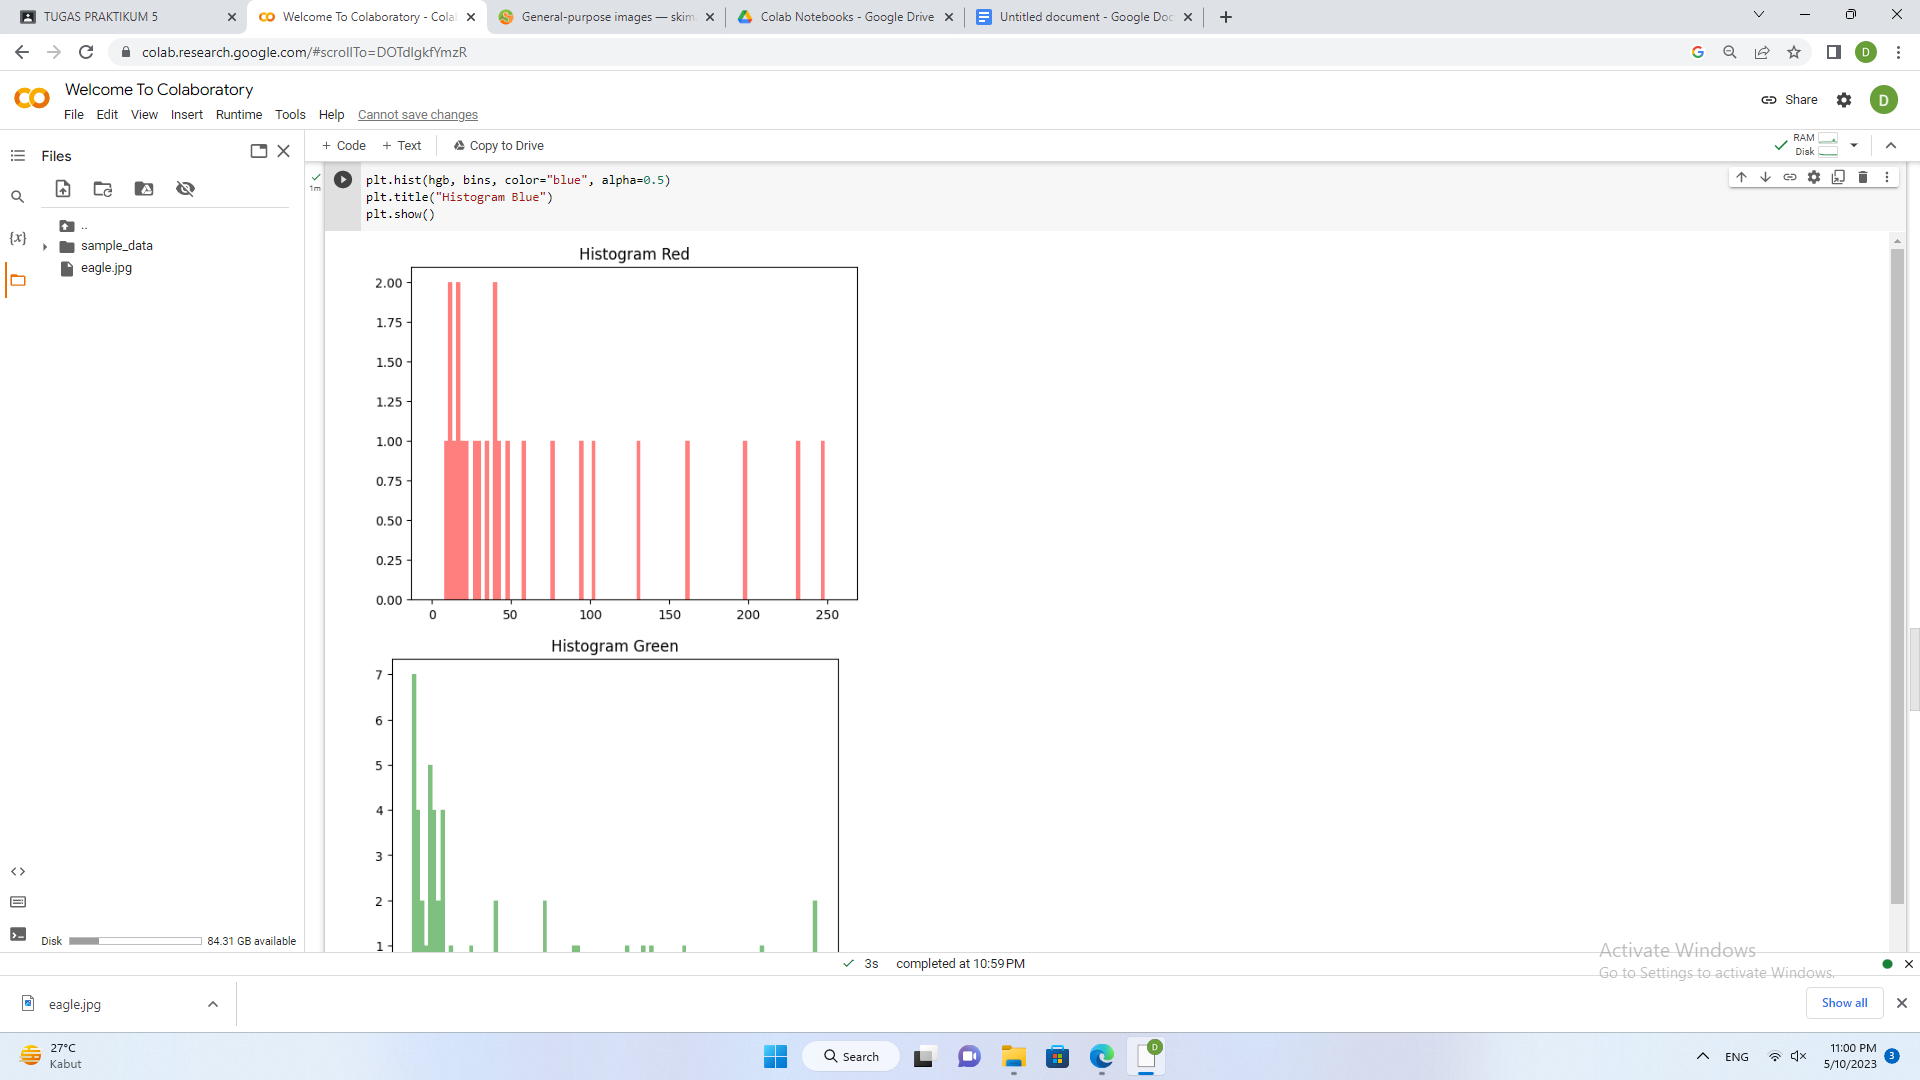 TUGAS PRAKTIKUM 5
Welcome To Colaboratory - Cola
General-purpose images — skim
Colab Notebooks - Google Drive
Untitled document - Google Doc
colab.research.google.com/#scrollTo=DOTdlgkfYmzR
D
Welcome To Colaboratory
File Edit View Insert Runtime Tools Help Cannot save changes
Share
D
Files
+ Code + Text Copy to Drive
RAM
Disk
{x}
..
sample_data
eagle.jpg
1m
plt.hist(hgb, bins, color="blue", alpha=0.5)
plt.title("Histogram Blue")
plt.show()
Histogram Red
2.00
1.75
1.50
1.25
1.00
0.75
0.50
0.25
0.00
0 50 100 150 200 250
Histogram Green
7
6
5
4
3
2
1
Disk 84.31 GB available
3s completed at 10:59 PM
Activate Windows
Go to Settings to activate Windows.
eagle.jpg
Show all
27°C
Kabut
Search
D
ENG
11:00 PM
5/10/2023
3